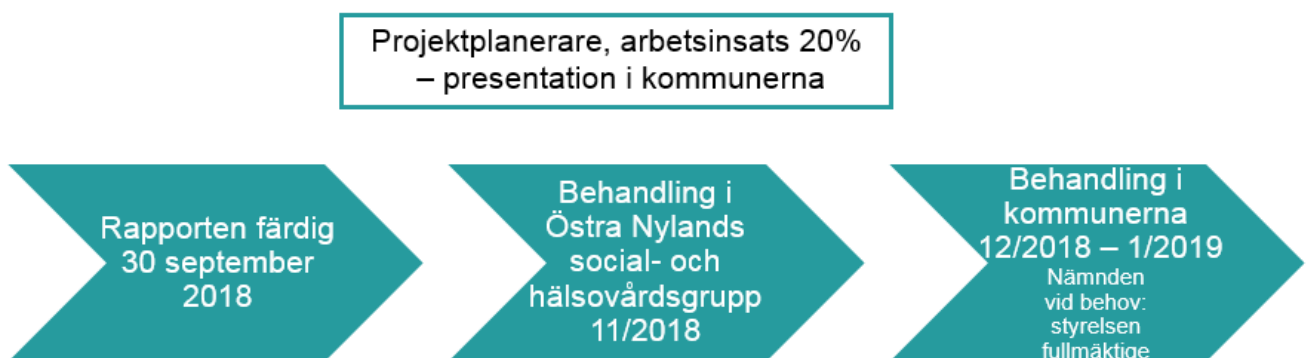 Projektplanerare, arbetsinsats 20%
– presentation i kommunerna
Rapporten färdig
30 september
2018
Behandling i
Östra Nylands
social- och
hälsovårdsgrupp
11/2018
Behandling i
kommunerna
12/2018 – 1/2019
Nämnden
vid behov:
styrelsen
fullmäktige